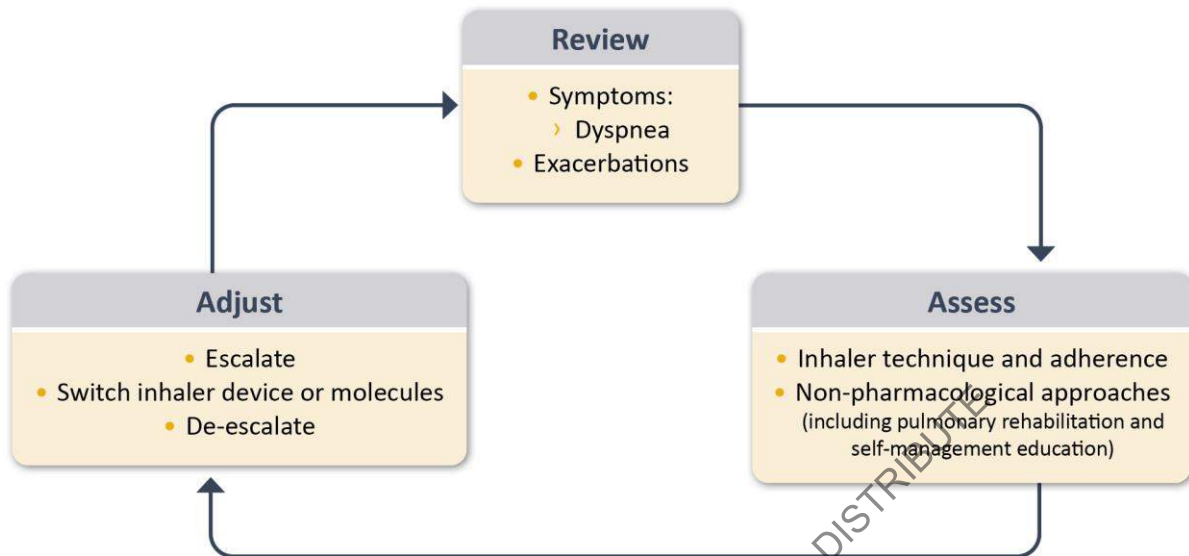 Review
• Symptoms:
› Dyspnea
• Exacerbations
Adjust
• Escalate
• Switch inhaler device or molecules
• De-escalate
Assess
• Inhaler technique and adherence
• Non-pharmacological approaches
(including pulmonary rehabilitation and
self-management education)
DISTRIBUTE